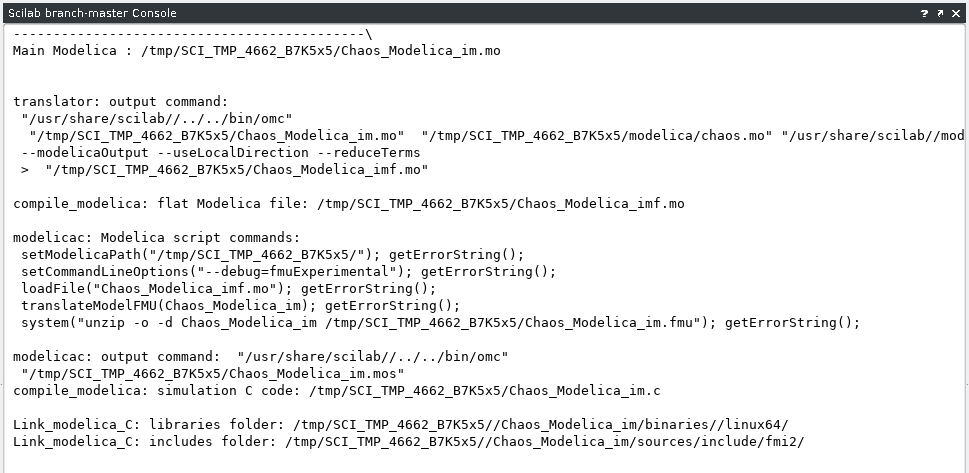 Scilab branch-master Console
--------------------------------------------\
Main Modelica : /tmp/SCI_TMP_4662_B7K5x5/Chaos_Modelica_im.mo
translator: output command:
"/usr/share/scilab//../../bin/omc"
"/tmp/SCI_TMP_4662_B7K5x5/Chaos_Modelica_im.mo"  "/tmp/SCI_TMP_4662_B7K5x5/modelica/chaos.mo" "/usr/share/scilab//mod
--modelicaOutput --useLocalDirection --reduceTerms
>  "/tmp/SCI_TMP_4662_B7K5x5/Chaos_Modelica_imf.mo"
compile_modelica: flat Modelica file: /tmp/SCI_TMP_4662_B7K5x5/Chaos_Modelica_imf.mo
modelicac: Modelica script commands:
setModelicaPath("/tmp/SCI_TMP_4662_B7K5x5/"); getErrorString();
setCommandLineOptions("--debug=fmuExperimental"); getErrorString();
loadFile("Chaos_Modelica_imf.mo"); getErrorString();
translateModelFMU(Chaos_Modelica_im); getErrorString();
system("unzip -o -d Chaos_Modelica_im /tmp/SCI_TMP_4662_B7K5x5/Chaos_Modelica_im.fmu"); getErrorString();
modelicac: output command:  "/usr/share/scilab//../../bin/omc"
"/tmp/SCI_TMP_4662_B7K5x5/Chaos_Modelica_im.mos"
compile_modelica: simulation C code: /tmp/SCI_TMP_4662_B7K5x5/Chaos_Modelica_im.c
Link_modelica_C: libraries folder: /tmp/SCI_TMP_4662_B7K5x5//Chaos_Modelica_im/binaries//linux64/
Link_modelica_C: includes folder: /tmp/SCI_TMP_4662_B7K5x5//Chaos_Modelica_im/sources/include/fmi2/